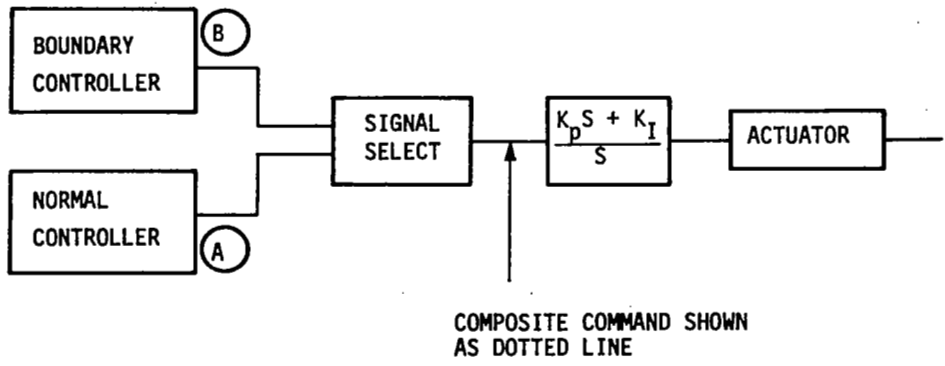 B
BOUNDARY
CONTROLLER
SIGNAL
SELECT
KpS + KI
S
ACTUATOR
NORMAL
CONTROLLER
A
COMPOSITE COMMAND SHOWN
AS DOTTED LINE